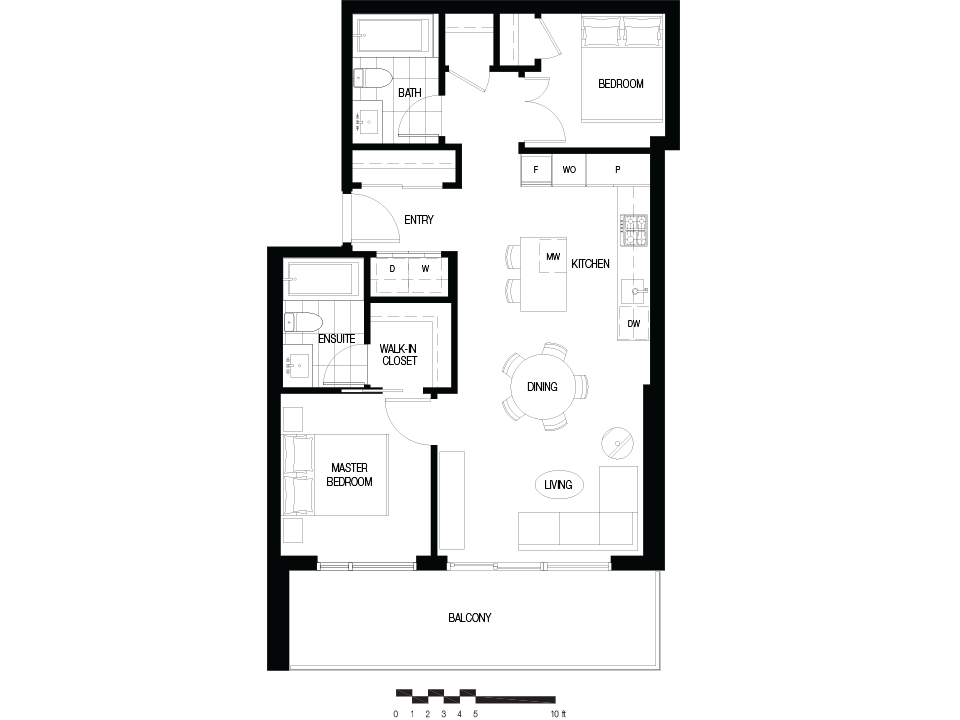 BEDROOM
BATH
F
WO
P
ENTRY
MW
KITCHEN
D
W
DW
ENSUITE
WALK-IN
CLOSET
DINING
MASTER
BEDROOM
LIVING
BALCONY
0 1 2 3 4 5 10 ft